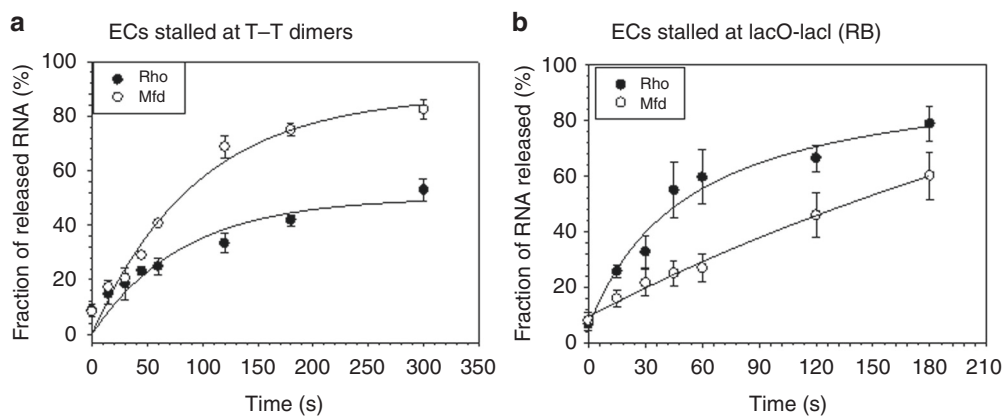 a
ECs stalled at T–T dimers
Fraction of released RNA (%)
100
80
60
40
20
0
Rho
Mfd
0 50 100 150 200 250 300 350
Time (s)
b
ECs stalled at lacO-lacI (RB)
Fraction of RNA released (%)
100
80
60
40
20
0
Rho
Mfd
0 30 60 90 120 150 180 210
Time (s)